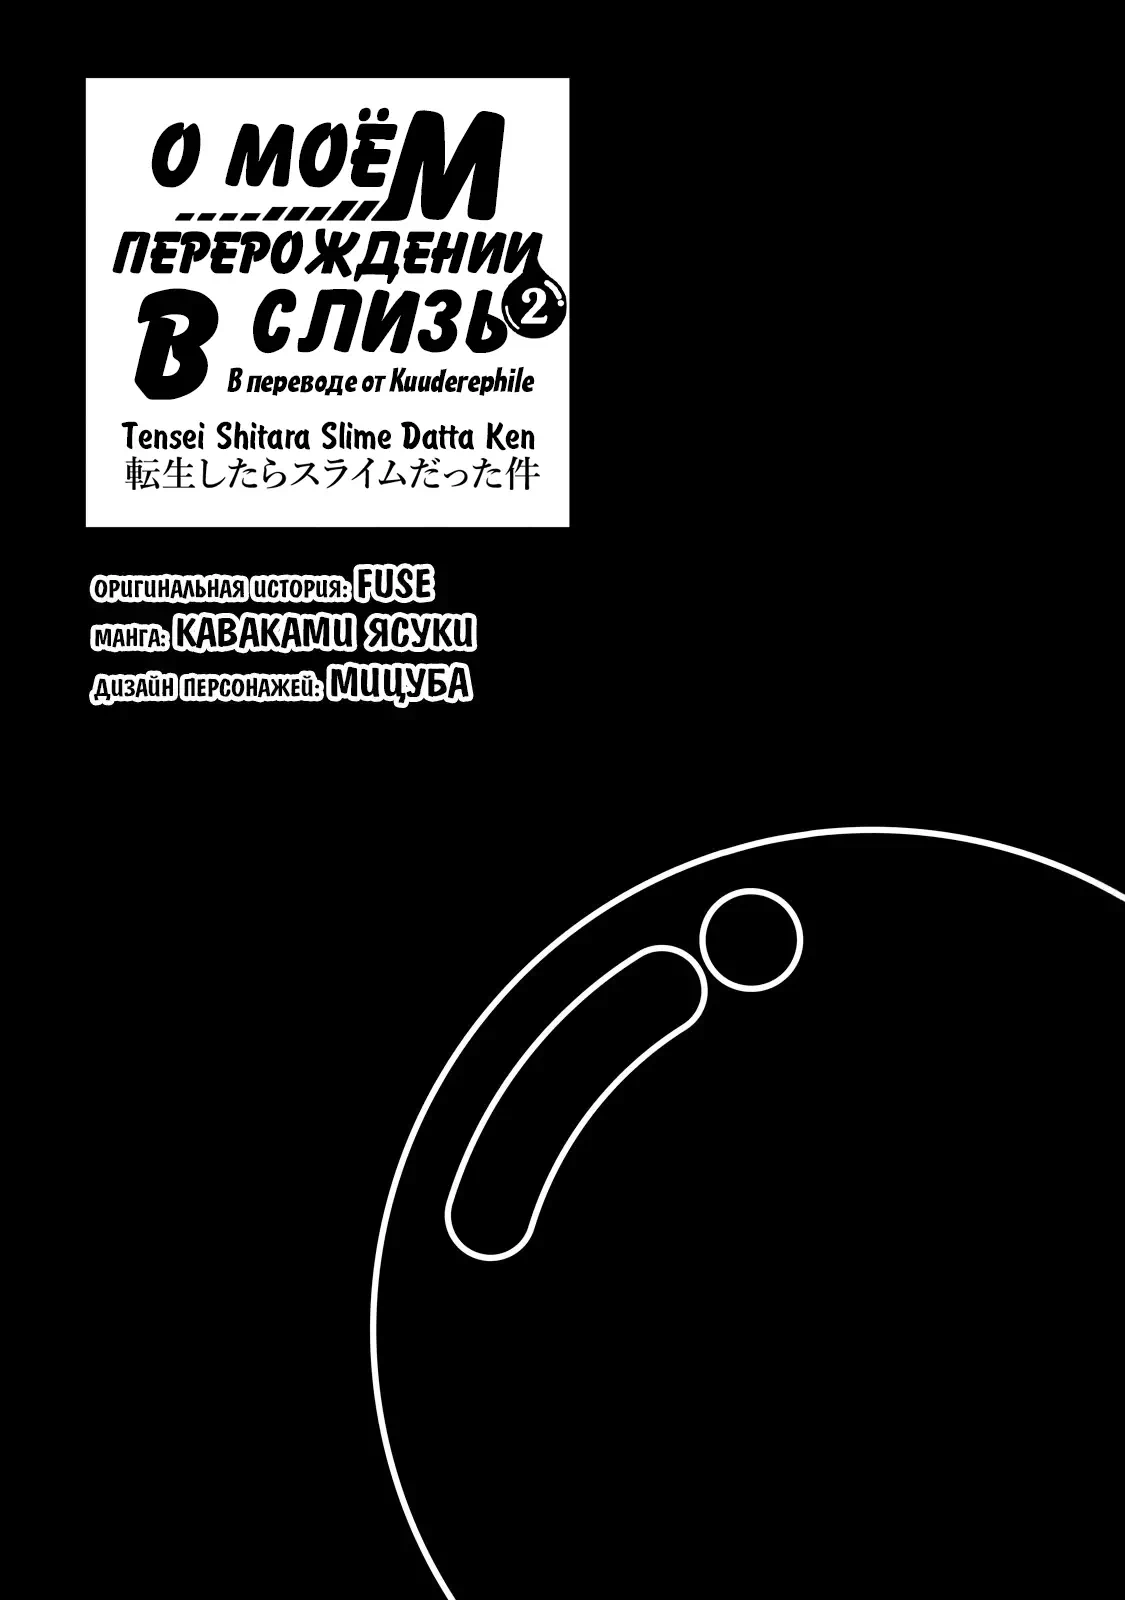 О МОЁМ
ПЕРЕРОЖДЕНИИ
В СЛИЗЬ 2
В переводе от Kuuderephile
Tensei Shitara Slime Datta Ken
転生したらスライムだった件
ОРИГИНАЛЬНАЯ ИСТОРИЯ: FUSE
МАНГА: КАВАКАМИ ЯСУКИ
ДИЗАЙН ПЕРСОНАЖЕЙ: МИЦУБА